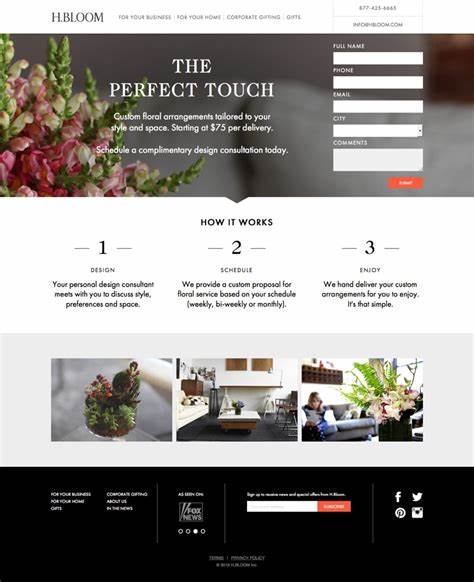 H.BLOOM
FOR YOUR BUSINESS | FOR YOUR HOME | CORPORATE GIFTING | GIFTS
877-425-6665
INFO@HBLOOM.COM
THE
PERFECT TOUCH
Custom floral arrangements tailored to your
style and space. Starting at $75 per delivery.
Schedule a complimentary design consultation today.
FULL NAME
PHONE
EMAIL
CITY
COMMENTS
SUBMIT
HOW IT WORKS
1
DESIGN
Your personal design consultant
meets with you to discuss style,
preferences and space.
2
SCHEDULE
We provide a custom proposal for
floral service based on your schedule
(weekly, bi-weekly or monthly).
3
ENJOY
We hand deliver your custom
arrangements for you to enjoy.
It's that simple.
FOR YOUR BUSINESS
FOR YOUR HOME
GIFTS
CORPORATE GIFTING
ABOUT US
IN THE NEWS
AS SEEN ON:
FOX
NEWS
Sign up to receive news and special offers from H.Bloom.
TERMS | PRIVACY POLICY
H.BLOOM Inc.